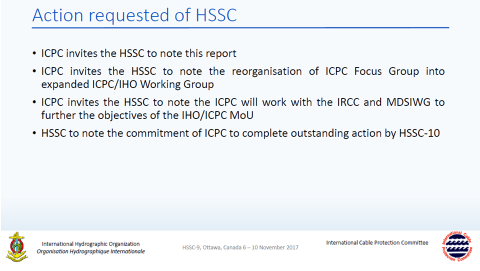 Action requested of HSSC
• ICPC invites the HSSC to note this report
• ICPC invites the HSSC to note the reorganisation of ICPC Focus Group into
expanded ICPC/IHO Working Group
• ICPC invites the HSSC to note the ICPC will work with the IRCC and MDSIWG to
further the objectives of the IHO/ICPC MoU
• HSSC to note the commitment of ICPC to complete outstanding action by HSSC-10
International Hydrographic Organization
Organisation Hydrographique Internationale
HSSC-9, Ottawa, Canada 6 – 10 November 2017
International Cable Protection Committee